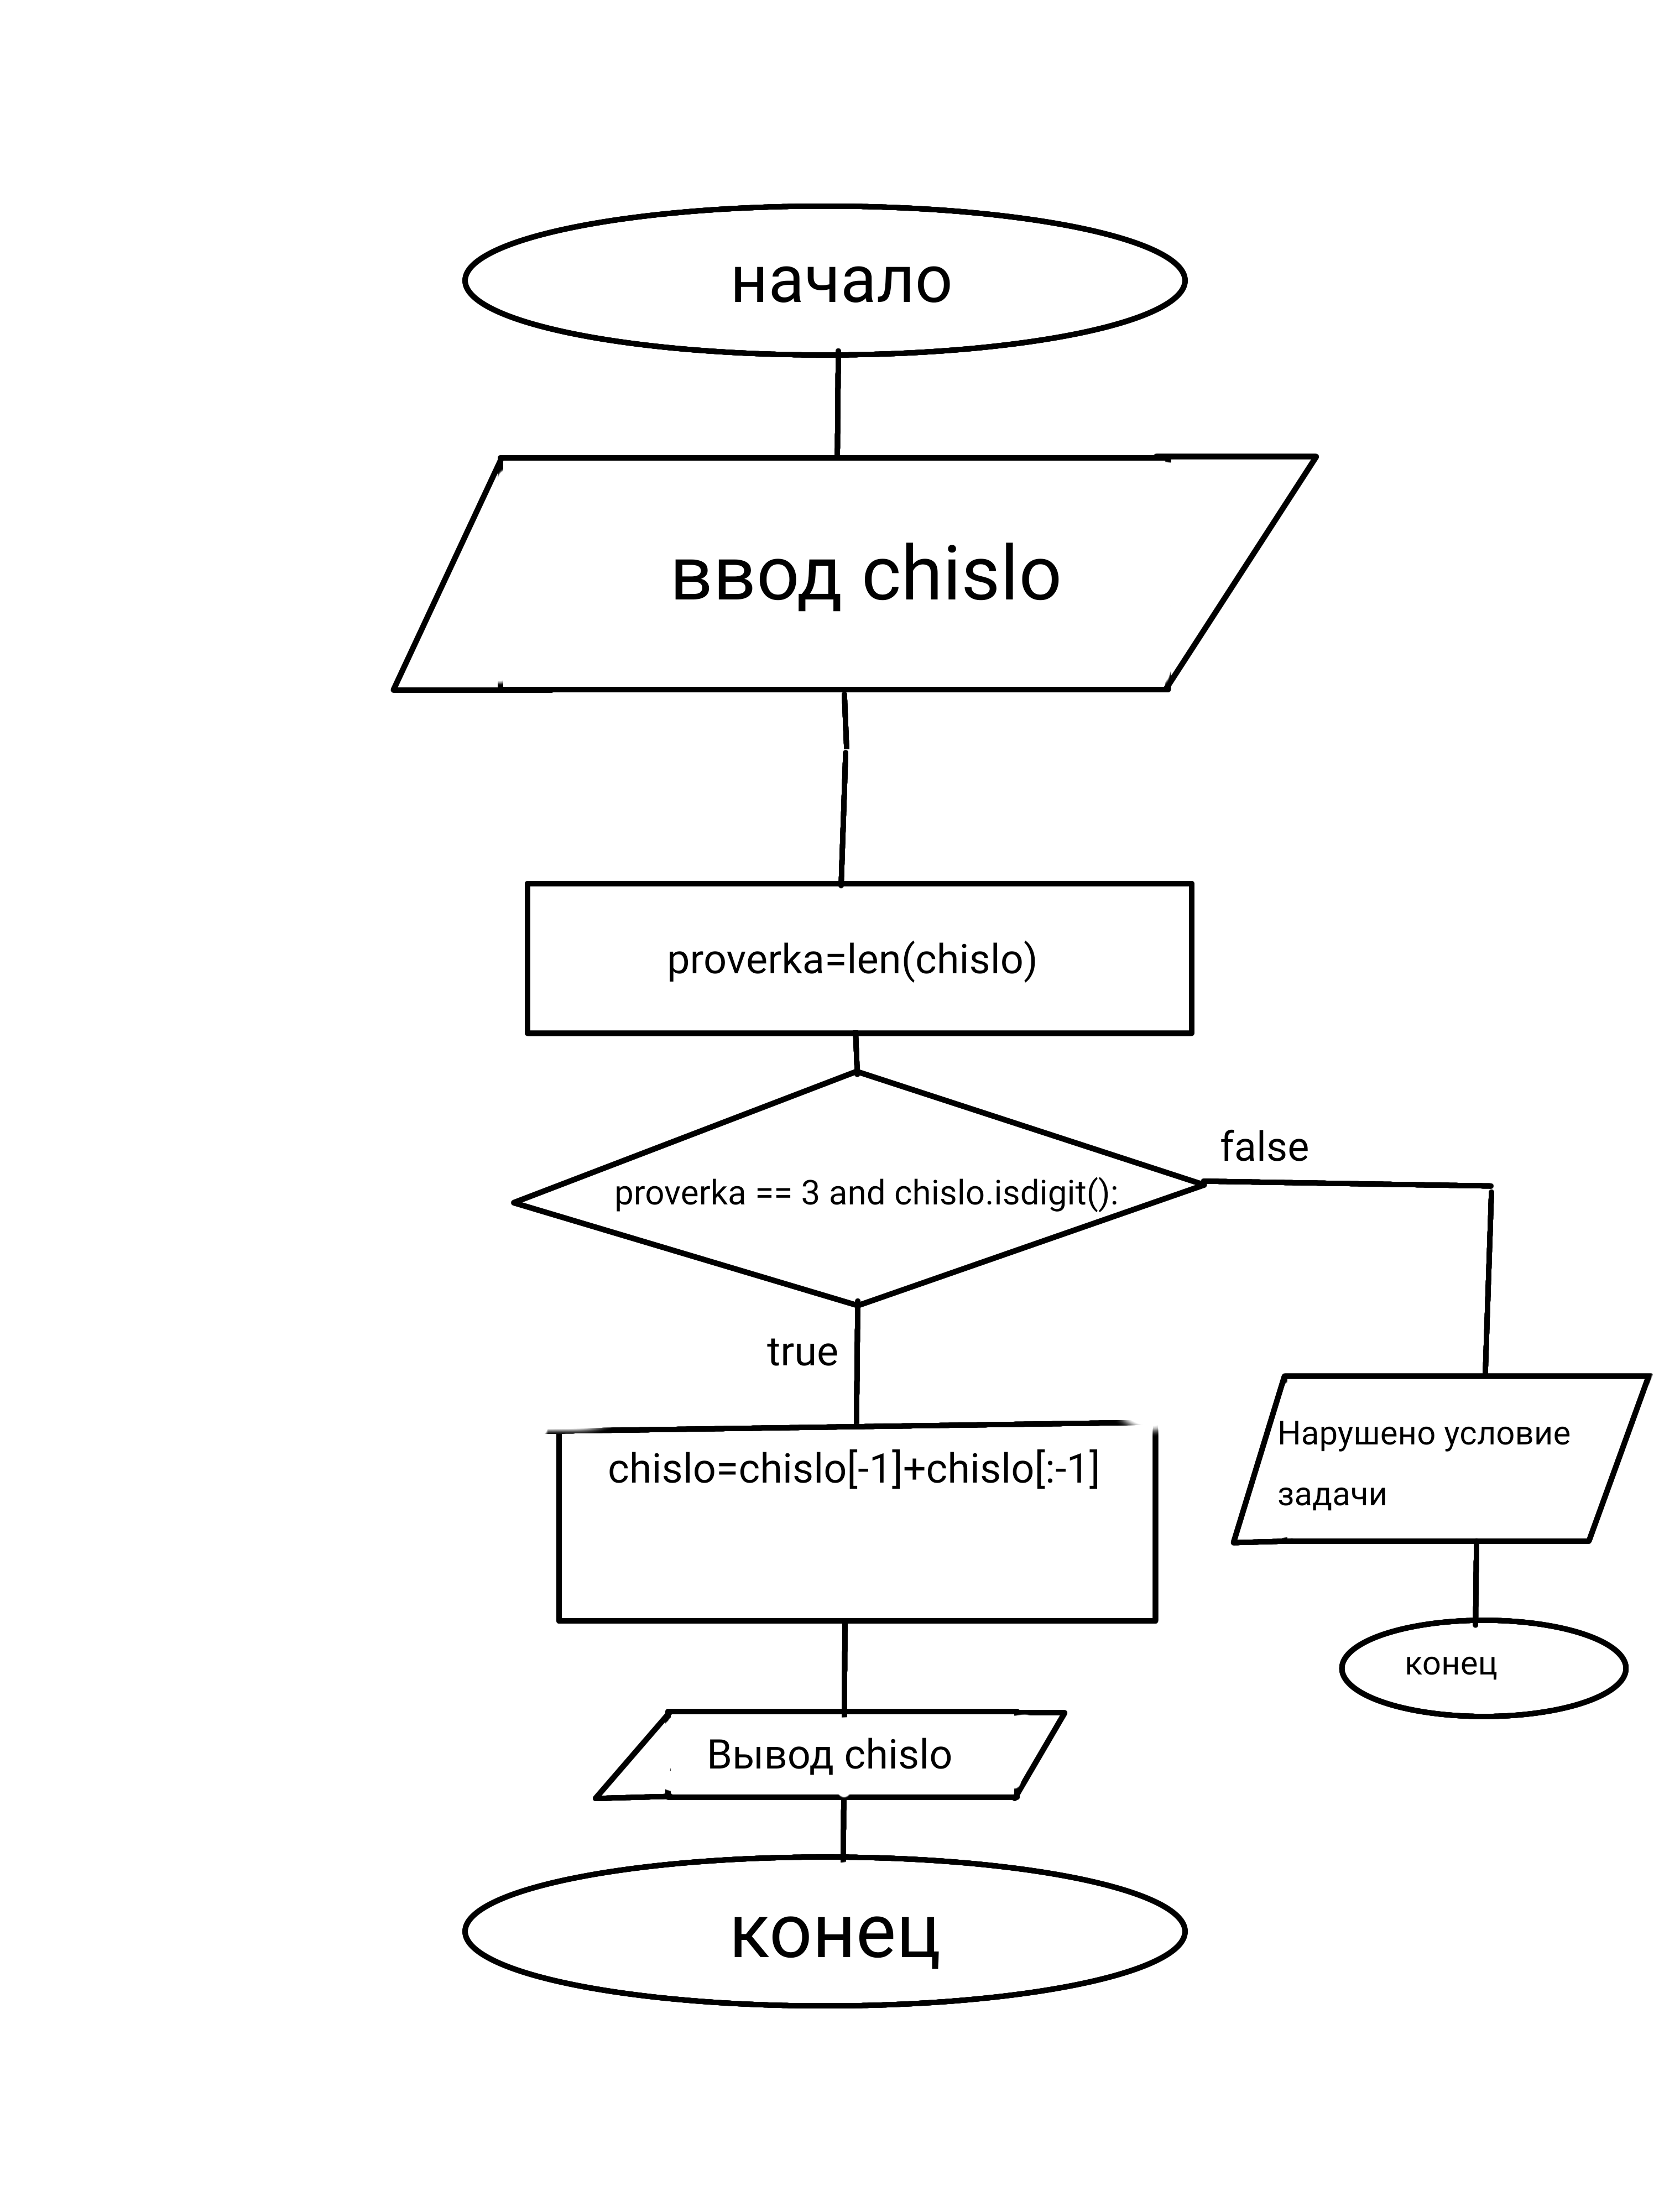 начало
ввод chislo
proverka=len(chislo)
proverka == 3 and chislo.isdigit():
false
true
chislo=chislo[-1]+chislo[:-1]
Нарушено условие
задачи
конец
Вывод chislo
конец